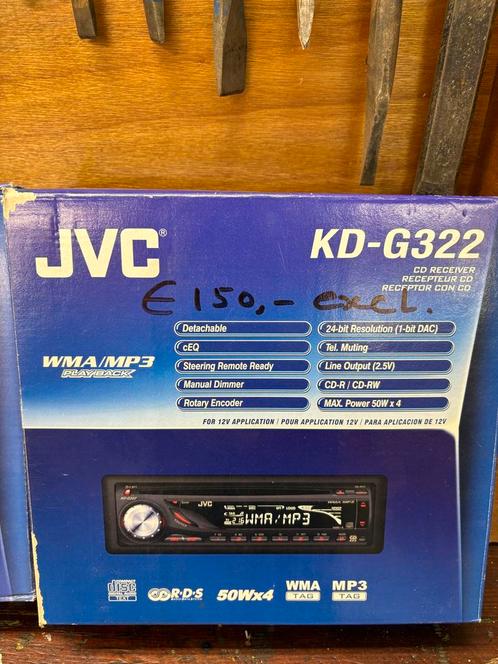 JVC®
KD-G322
CD RECEIVER
RECEPTEUR CD
RECEPTOR CON CD
€ 150,- excl.
Detachable
24-bit Resolution (1-bit DAC)
cEQ
Tel. Muting
WMA/MP3
PLAYBACK
Steering Remote Ready
Line Output (2.5V)
Manual Dimmer
CD-R / CD-RW
Rotary Encoder
MAX. Power 50W x 4
FOR 12V APPLICATION / POUR APPLICATION 12V / PARA APLICACION DE 12V
JVC
WMA/MP3
disc
TEXT
R·D·S
50Wx4
WMA
TAG
MP3
TAG